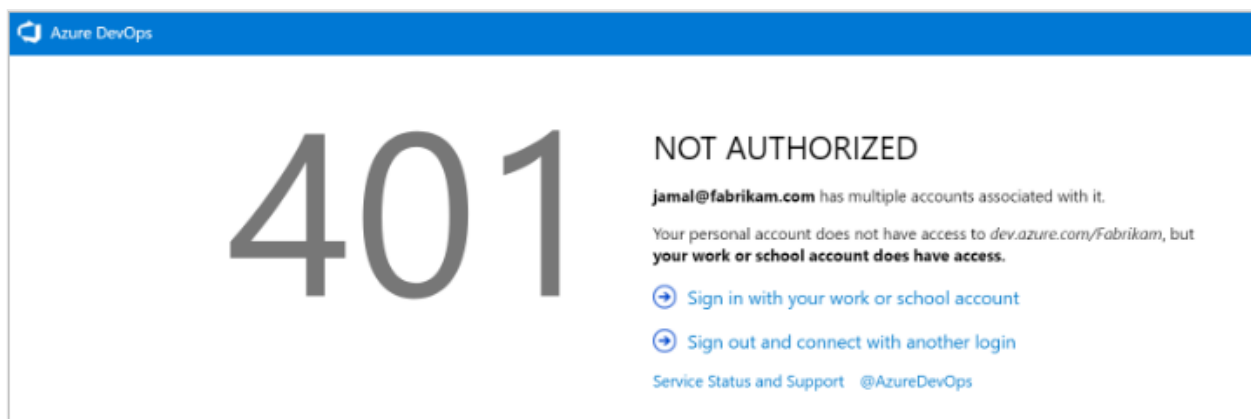 Azure DevOps
401
NOT AUTHORIZED
jamal@fabrikam.com has multiple accounts associated with it.
Your personal account does not have access to dev.azure.com/Fabrikam, but
your work or school account does have access.
Sign in with your work or school account
Sign out and connect with another login
Service Status and Support @AzureDevOps